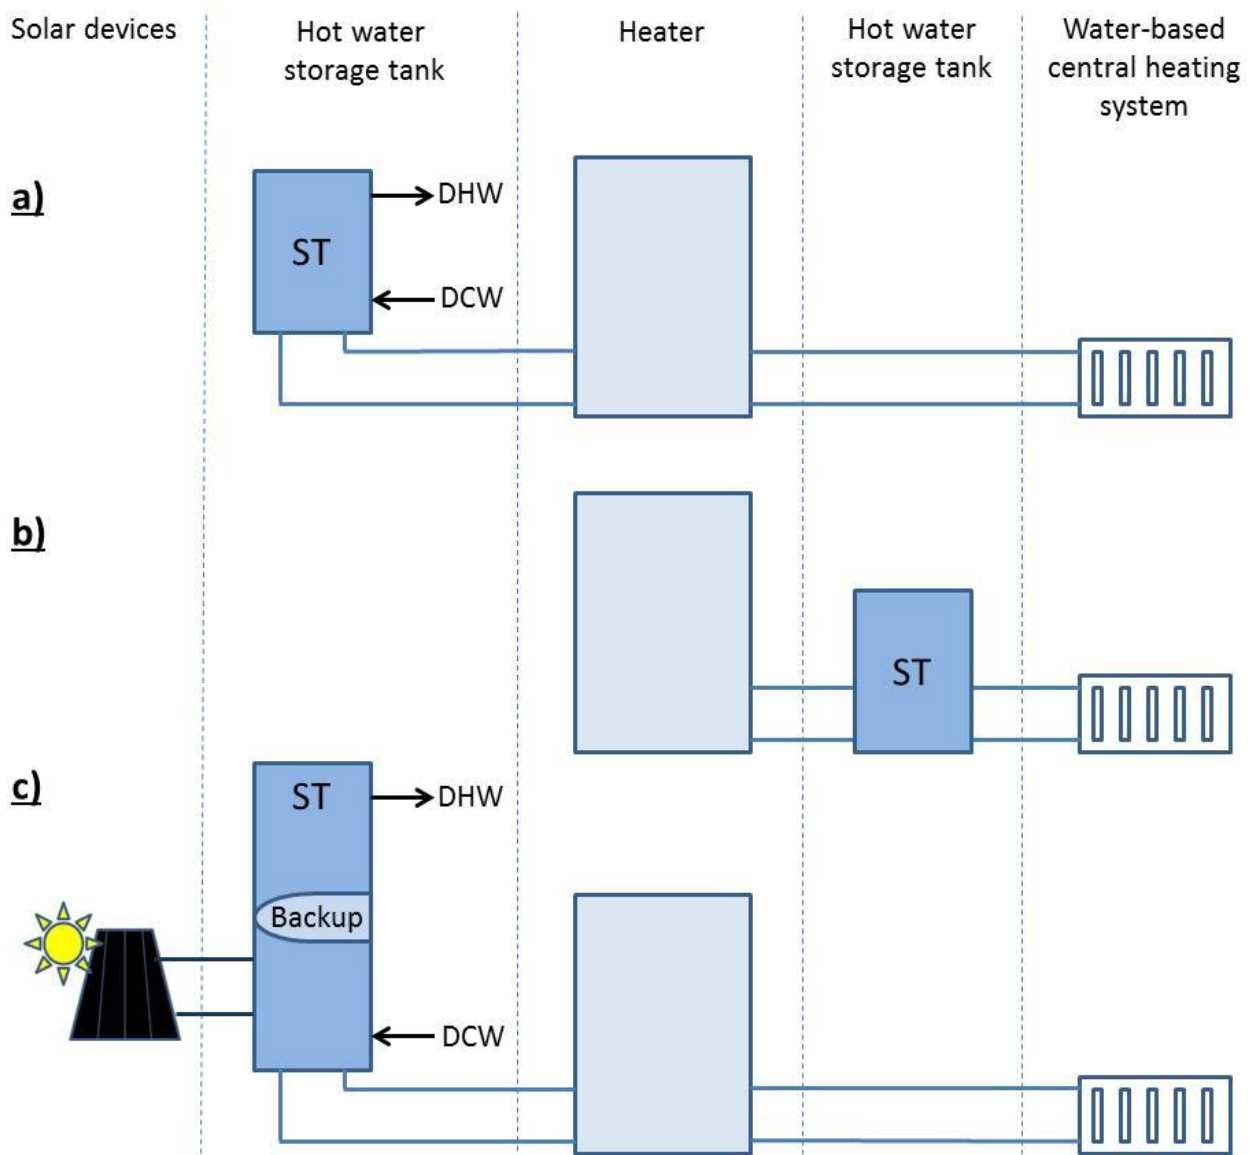 Solar devices
Hot water
storage tank
Heater
Hot water
storage tank
Water-based
central heating
system
a)
ST
DHW
DCW
b)
ST
c)
ST
DHW
Backup
DCW